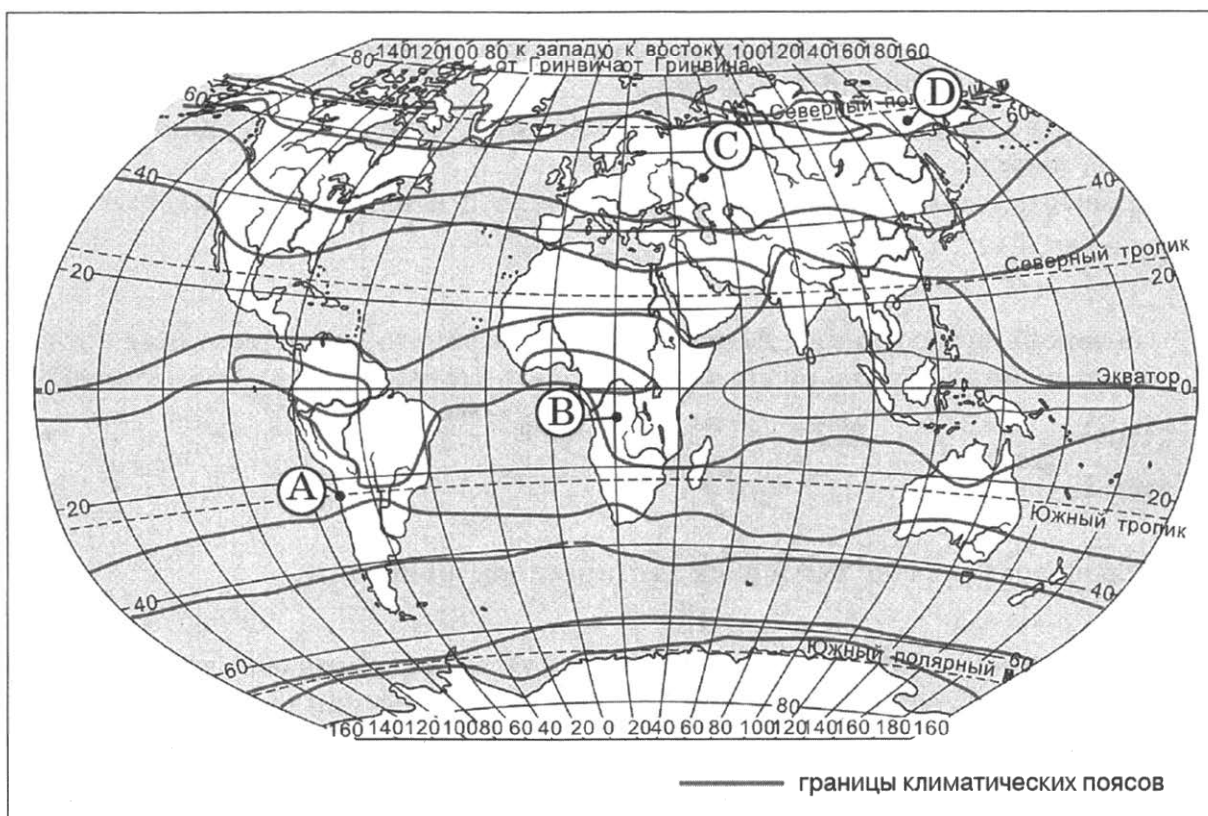 140 120 100 80 к западу 0 к востоку 100 120 140 160 180 160
от Гринвича от Гринвича
80
60
Северный
D
60
C
40
40
Северный тропик
20
20
Экватор
0
0
B
A
20
20
Южный тропик
40
40
60
Южный полярный
60
80
160 140 120 100 80 60 40 20 0 20 40 60 80 100 120 140 160 180 160
границы климатических поясов